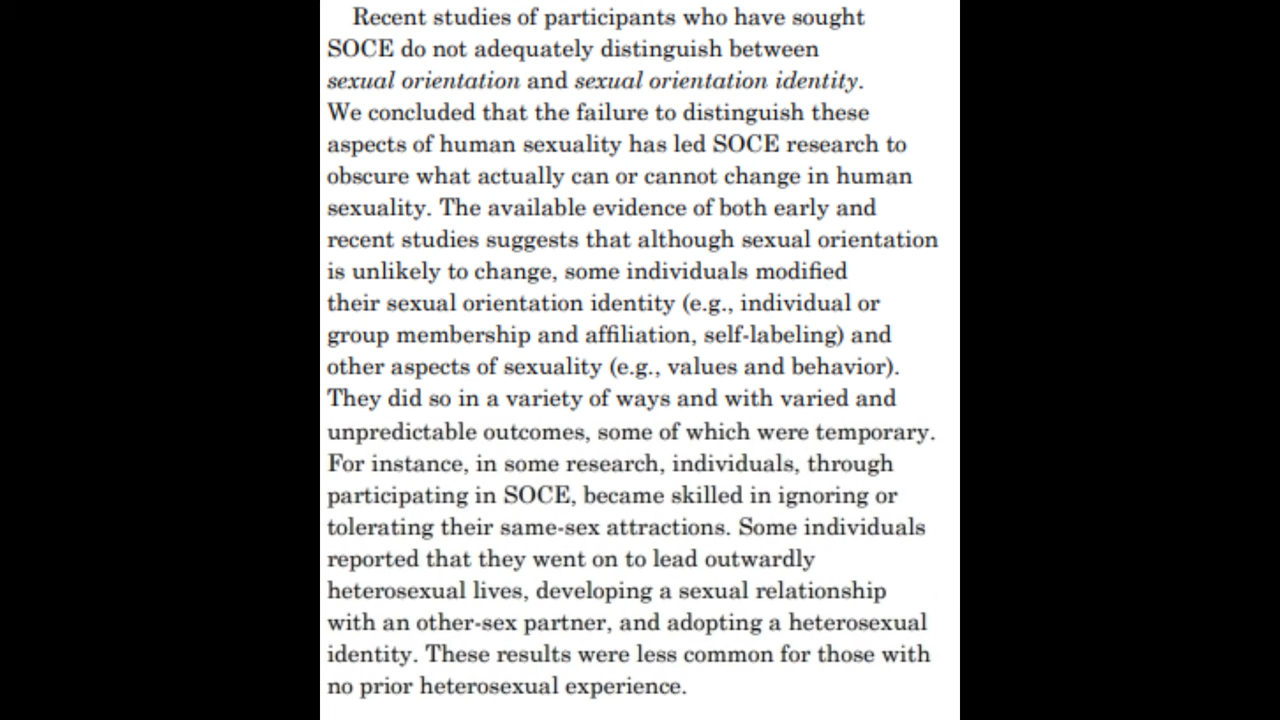 Recent studies of participants who have sought
SOCE do not adequately distinguish between
sexual orientation and sexual orientation identity.
We concluded that the failure to distinguish these
aspects of human sexuality has led SOCE research to
obscure what actually can or cannot change in human
sexuality. The available evidence of both early and
recent studies suggests that although sexual orientation
is unlikely to change, some individuals modified
their sexual orientation identity (e.g., individual or
group membership and affiliation, self-labeling) and
other aspects of sexuality (e.g., values and behavior).
They did so in a variety of ways and with varied and
unpredictable outcomes, some of which were temporary.
For instance, in some research, individuals, through
participating in SOCE, became skilled in ignoring or
tolerating their same-sex attractions. Some individuals
reported that they went on to lead outwardly
heterosexual lives, developing a sexual relationship
with an other-sex partner, and adopting a heterosexual
identity. These results were less common for those with
no prior heterosexual experience.